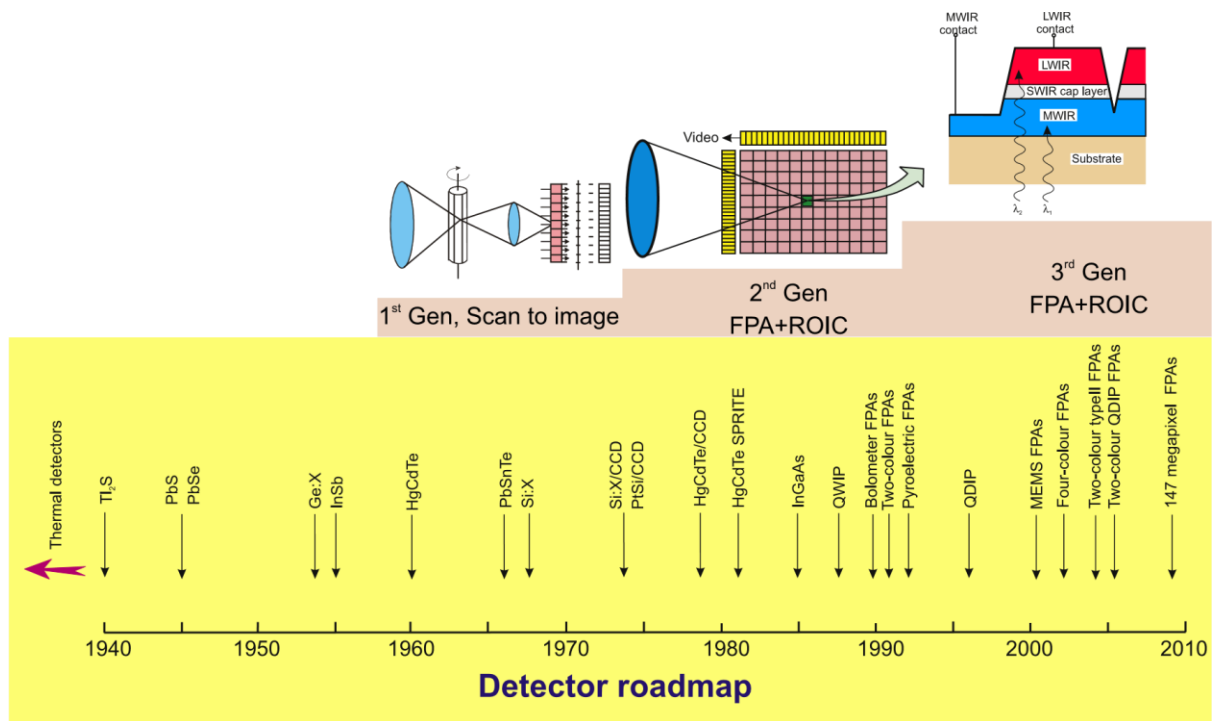 MWIR
contact
LWIR
contact
LWIR
SWIR cap layer
MWIR
Substrate
λ₂
λ₁
Video
1st Gen, Scan to image
2nd Gen
FPA+ROIC
3rd Gen
FPA+ROIC
Thermal detectors
Tl₂S
PbS
PbSe
Ge:X
InSb
HgCdTe
PbSnTe
Si:X
Si:X/CCD
PtSi/CCD
HgCdTe/CCD
HgCdTe SPRITE
InGaAs
QWIP
Bolometer FPAs
Two-colour FPAs
Pyroelectric FPAs
QDIP
MEMS FPAs
Four-colour FPAs
Two-colour typeII FPAs
Two-colour QDIP FPAs
147 megapixel FPAs
1940 1950 1960 1970 1980 1990 2000 2010
Detector roadmap